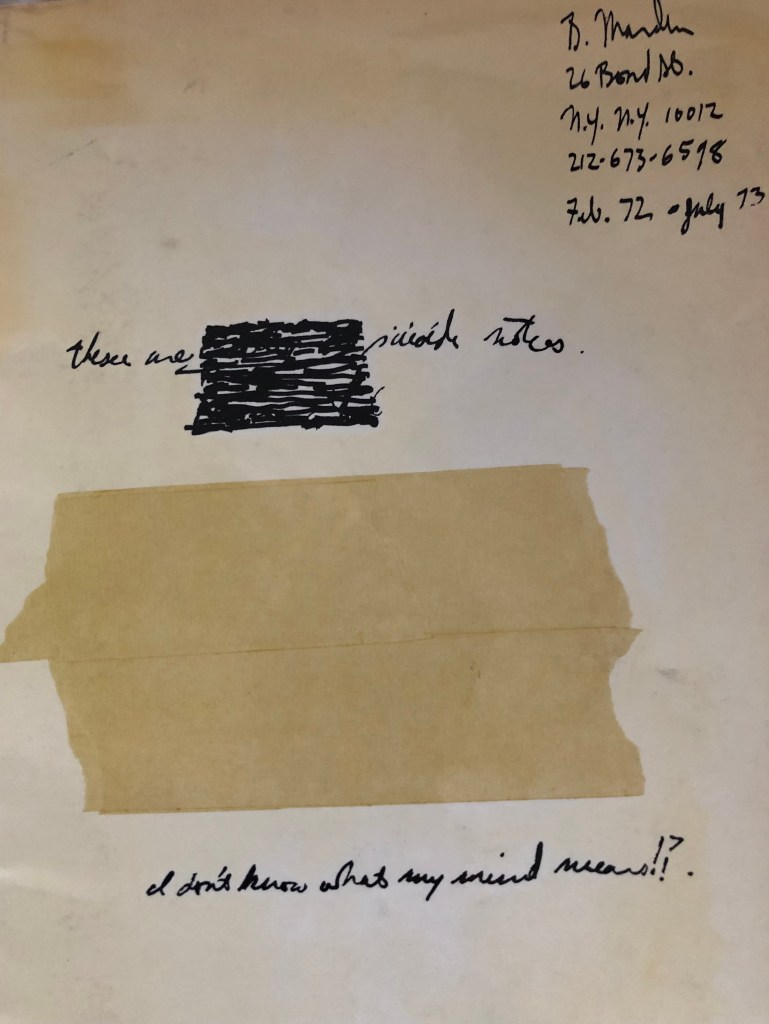 B. Marden
26 Bond St.
N.Y. N.Y. 10012
212-673-6598
Feb. 72 - July 73
these are suicide notes.
I don't know whats my mind means!!?.